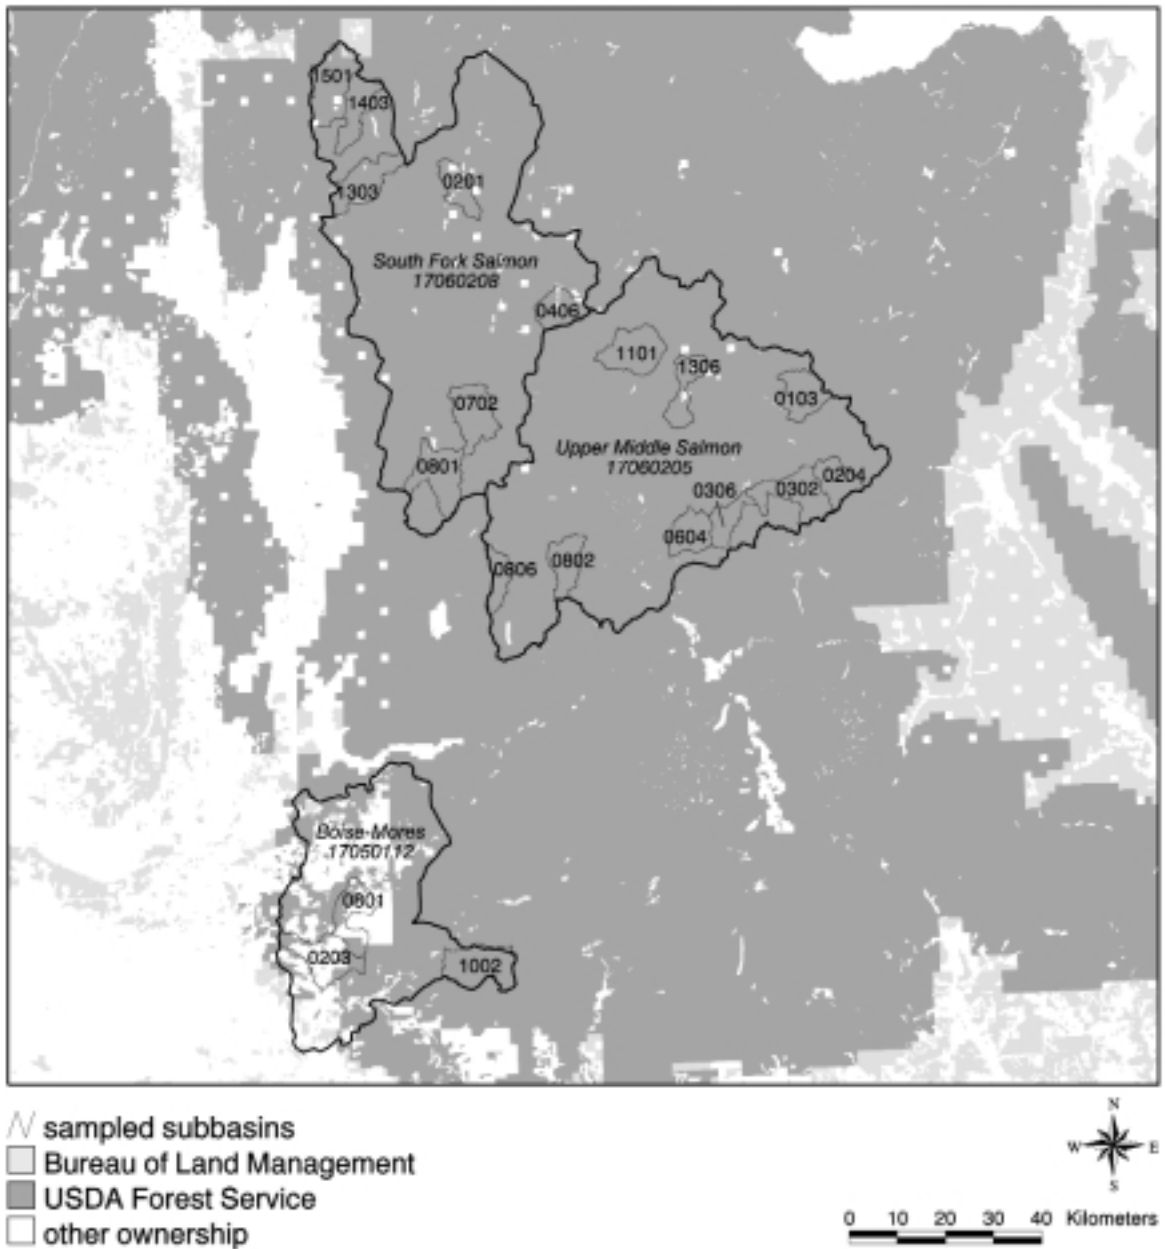 1501
1403
1303
0201
South Fork Salmon
17060208
0406
1101
1306
0103
0702
Upper Middle Salmon
17060205
0801
0306
0302
0204
0604
0806
0802
Boise-Mores
17050112
0801
0203
1002
sampled subbasins
Bureau of Land Management
USDA Forest Service
other ownership
N
W
E
S
0 10 20 30 40 Kilometers